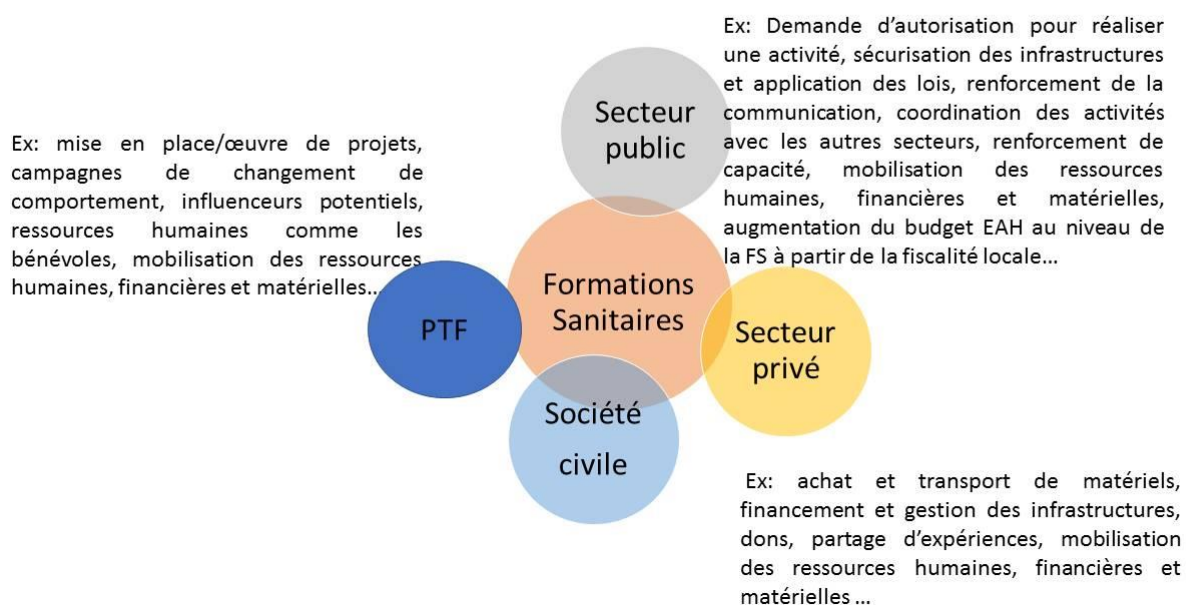 Ex: Demande d’autorisation pour réaliser
une activité, sécurisation des infrastructures
et application des lois, renforcement de la
communication, coordination des activités
avec les autres secteurs, renforcement de
capacité, mobilisation des ressources
humaines, financières et matérielles,
augmentation du budget EAH au niveau de
la FS à partir de la fiscalité locale...
Secteur
public
Ex: mise en place/œuvre de projets,
campagnes de changement de
comportement, influenceurs potentiels,
ressources humaines comme les
bénévoles, mobilisation des ressources
humaines, financières et matérielles...
Formations
Sanitaires
PTF
Secteur
privé
Société
civile
Ex: achat et transport de matériels,
financement et gestion des infrastructures,
dons, partage d’expériences, mobilisation
des ressources humaines, financières et
matérielles ...